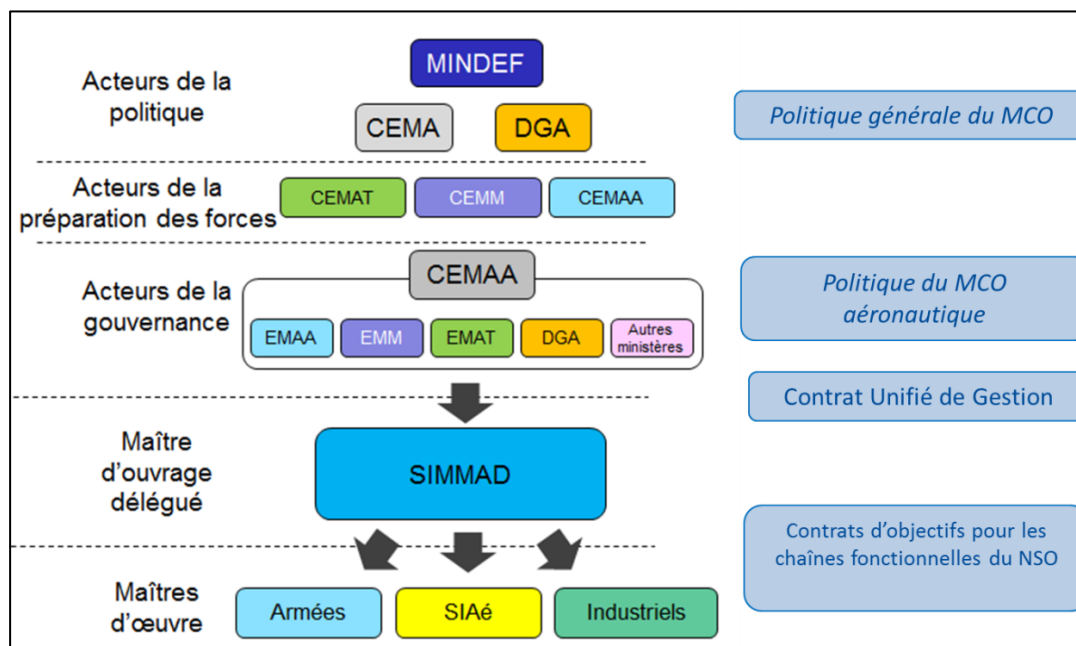 MINDEF
Acteurs de la
politique
CEMA
DGA
Politique générale du MCO
Acteurs de la
préparation des forces
CEMAT
CEMM
CEMAA
CEMAA
Acteurs de la
gouvernance
EMAA
EMM
EMAT
DGA
Autres
ministères
Politique du MCO
aéronautique
Contrat Unifié de Gestion
Maître
d'ouvrage
délégué
SIMMAD
Contrats d'objectifs pour les
chaînes fonctionnelles du NSO
Maîtres
d'œuvre
Armées
SIAé
Industriels